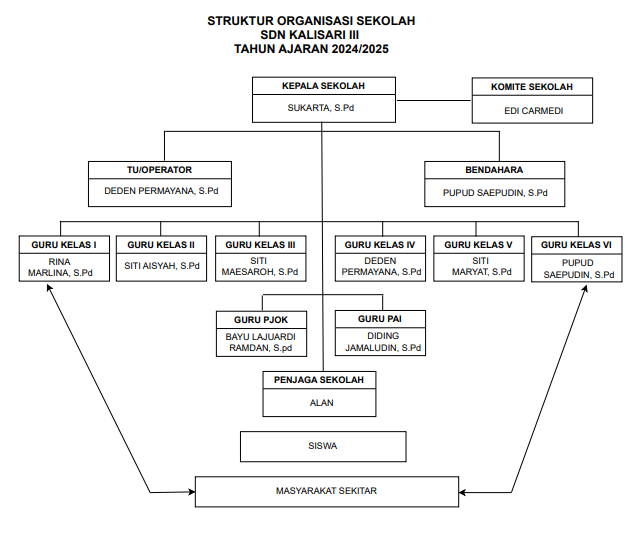 STRUKTUR ORGANISASI SEKOLAH
SDN KALISARI III
TAHUN AJARAN 2024/2025
KEPALA SEKOLAH
SUKARTA, S.Pd
KOMITE SEKOLAH
EDI CARMEDI
TU/OPERATOR
DEDEN PERMAYANA, S.Pd
BENDAHARA
PUPUD SAEPUDIN, S.Pd
GURU KELAS I
RINA
MARLINA, S.Pd
GURU KELAS II
SITI AISYAH, S.Pd
GURU KELAS III
SITI
MAESAROH, S.Pd
GURU KELAS IV
DEDEN
PERMAYANA, S.Pd
GURU KELAS V
SITI
MARYAT, S.Pd
GURU KELAS VI
PUPUD
SAEPUDIN, S.Pd
GURU PJOK
BAYU LAJUARDI
RAMDAN, S.pd
GURU PAI
DIDING
JAMALUDIN, S.Pd
PENJAGA SEKOLAH
ALAN
SISWA
MASYARAKAT SEKITAR